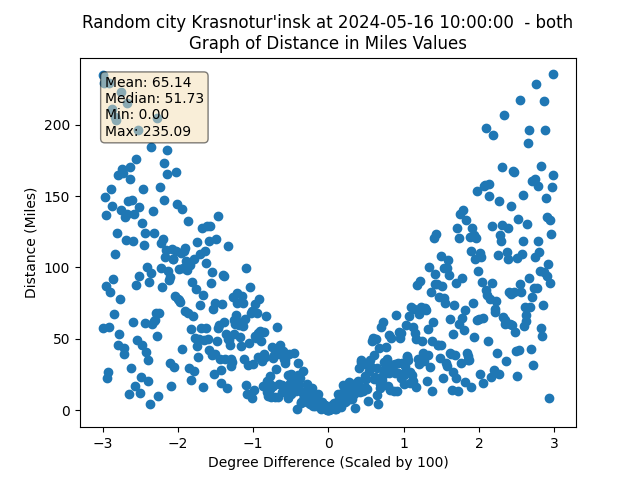 Random city Krasnotur'insk at 2024-05-16 10:00:00  - both
Graph of Distance in Miles Values
Mean: 65.14
Median: 51.73
Min: 0.00
Max: 235.09
Distance (Miles)
200
150
100
50
0
−3
−2
−1
0
1
2
3
Degree Difference (Scaled by 100)